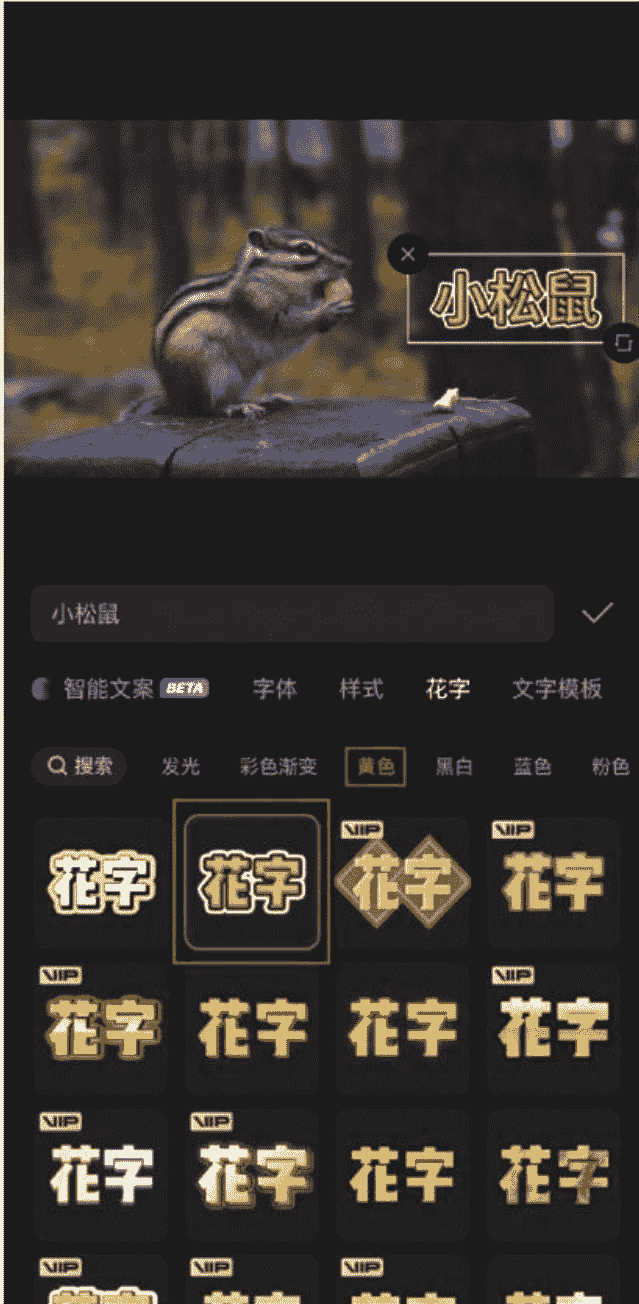 小松鼠
小松鼠
智能文案 BETA 字体 样式 花字 文字模板
搜索 发光 彩色渐变 黄色 黑白 蓝色 粉色
花字 花字 VIP 花字 VIP 花字
VIP 花字 花字 花字 VIP 花字
VIP 花字 VIP 花字 花字 花字
VIP VIP VIP